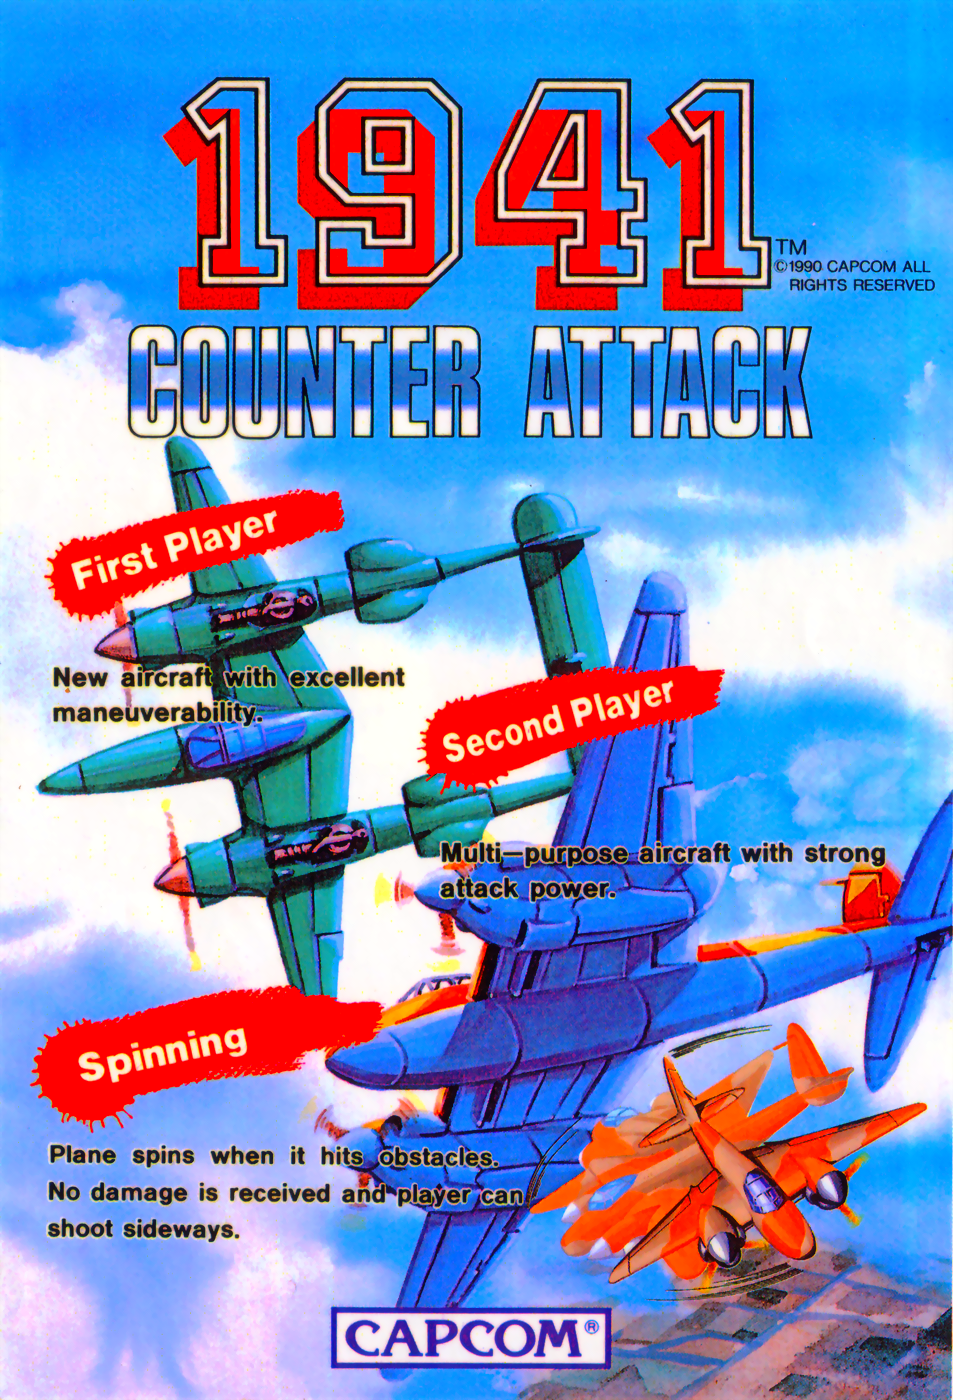 1941
TM
©1990 CAPCOM ALL
RIGHTS RESERVED
COUNTER ATTACK
First Player
New aircraft with excellent
maneuverability.
Second Player
Multi-purpose aircraft with strong
attack power.
Spinning
Plane spins when it hits obstacles.
No damage is received and player can
shoot sideways.
CAPCOM®